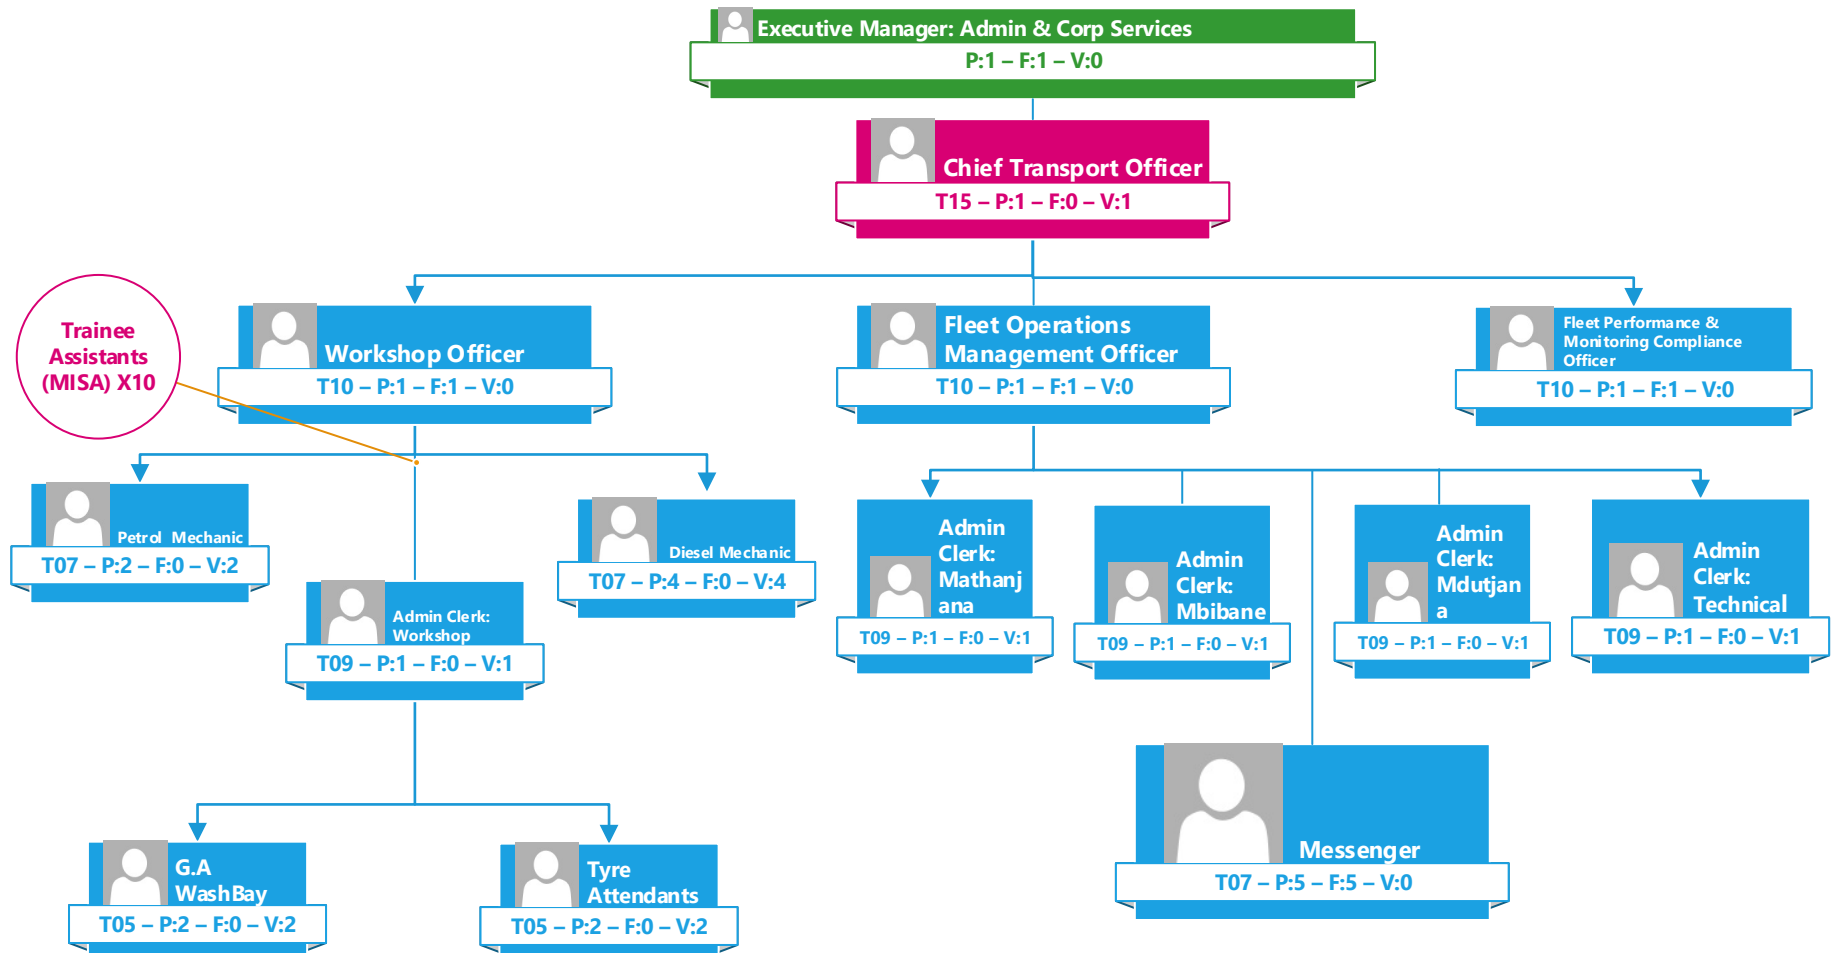 Executive Manager: Admin & Corp Services
P:1 – F:1 – V:0
Chief Transport Officer
T15 – P:1 – F:0 – V:1
Trainee
Assistants
(MISA) X10
Workshop Officer
T10 – P:1 – F:1 – V:0
Fleet Operations
Management Officer
T10 – P:1 – F:1 – V:0
Fleet Performance &
Monitoring Compliance
Officer
T10 – P:1 – F:1 – V:0
Petrol Mechanic
T07 – P:2 – F:0 – V:2
Admin Clerk:
Workshop
T09 – P:1 – F:0 – V:1
Diesel Mechanic
T07 – P:4 – F:0 – V:4
Admin
Clerk:
Mathanj
ana
T09 – P:1 – F:0 – V:1
Admin
Clerk:
Mbibane
T09 – P:1 – F:0 – V:1
Admin
Clerk:
Mdutjan
a
T09 – P:1 – F:0 – V:1
Admin
Clerk:
Technical
T09 – P:1 – F:0 – V:1
G.A
WashBay
T05 – P:2 – F:0 – V:2
Tyre
Attendants
T05 – P:2 – F:0 – V:2
Messenger
T07 – P:5 – F:5 – V:0